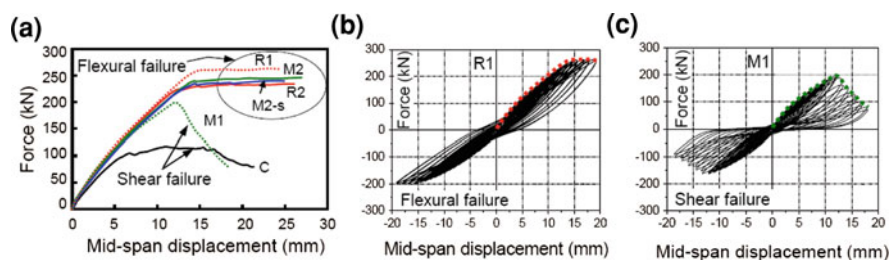 (a)
Force (kN)
300
250
200
150
100
50
0
0 5 10 15 20 25 30
Mid-span displacement (mm)
Flexural failure
R1
M2
M2-s
R2
M1
Shear failure
C
(b)
Force (kN)
300
200
100
0
-100
-200
-300
-20 -15 -10 -5 0 5 10 15 20
Mid-span displacement (mm)
R1
Flexural failure
(c)
Force (kN)
300
200
100
0
-100
-200
-300
-20 -15 -10 -5 0 5 10 15 20
Mid-span displacement (mm)
M1
Shear failure